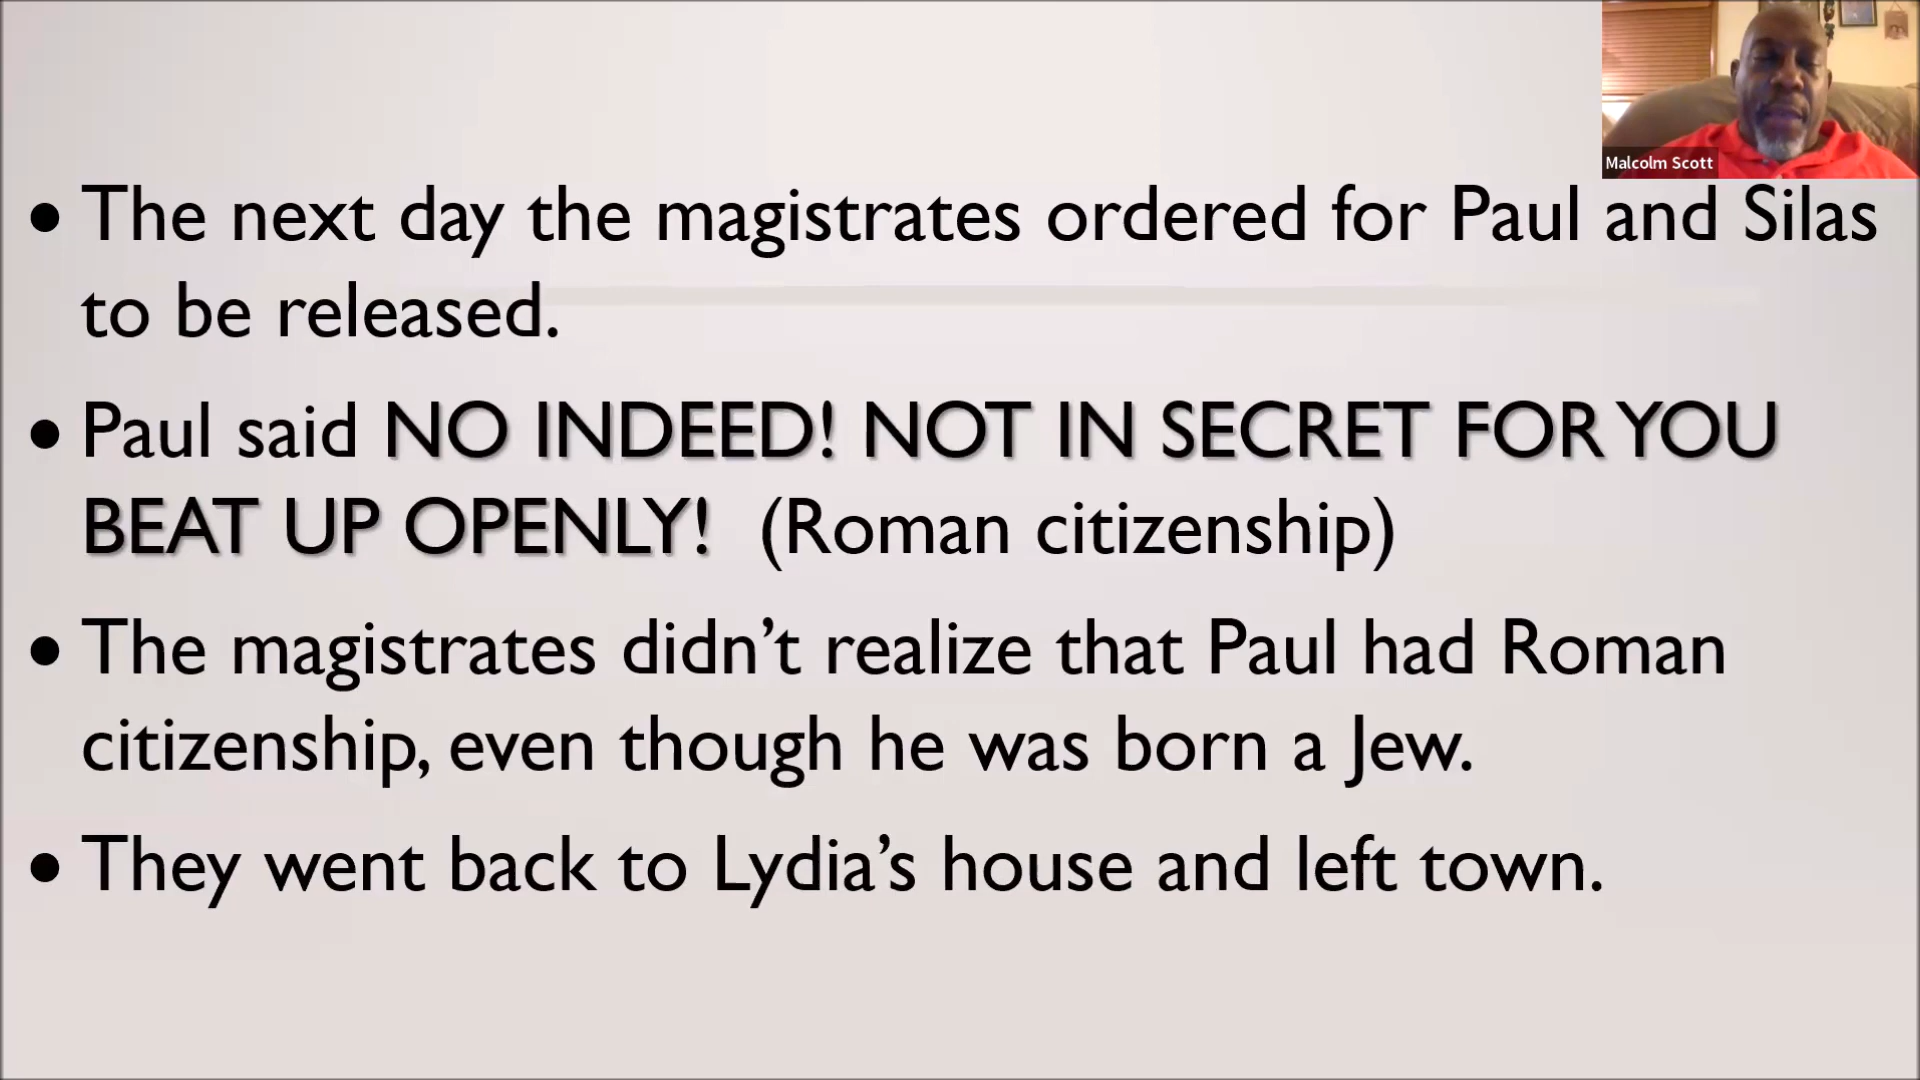 Malcolm Scott
• The next day the magistrates ordered for Paul and Silas
to be released.
• Paul said NO INDEED! NOT IN SECRET FOR YOU
BEAT UP OPENLY! (Roman citizenship)
• The magistrates didn’t realize that Paul had Roman
citizenship, even though he was born a Jew.
• They went back to Lydia’s house and left town.